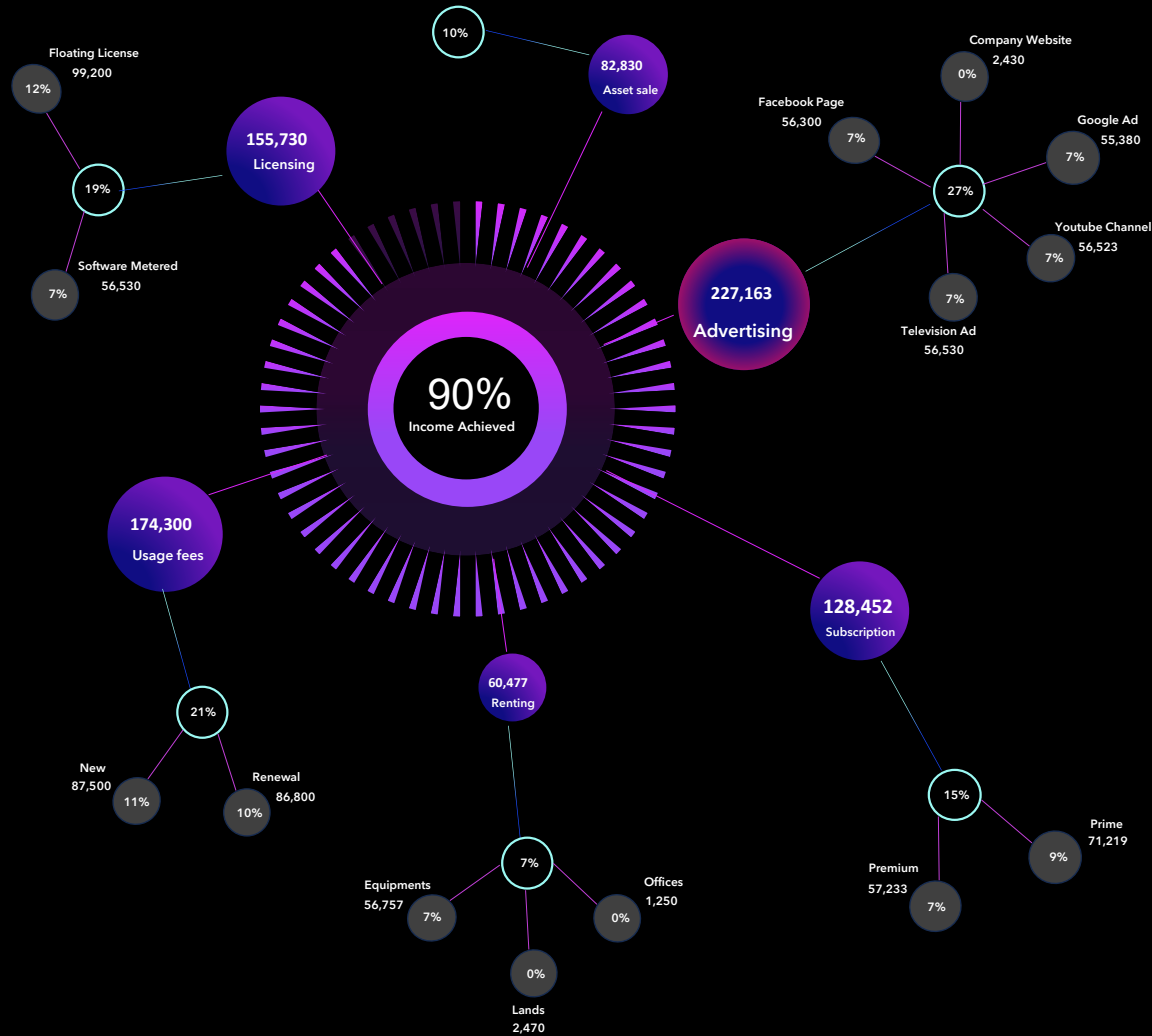 10%
82,830
Asset sale
Floating License
99,200
12%
19%
Software Metered
56,530
7%
155,730
Licensing
Company Website
2,430
0%
Facebook Page
56,300
7%
Google Ad
55,380
7%
27%
Youtube Channel
56,523
7%
7%
Television Ad
56,530
227,163
Advertising
90%
Income Achieved
174,300
Usage fees
21%
New
87,500
11%
Renewal
86,800
10%
60,477
Renting
7%
Equipments
56,757
7%
Offices
1,250
0%
0%
Lands
2,470
128,452
Subscription
15%
Prime
71,219
9%
Premium
57,233
7%